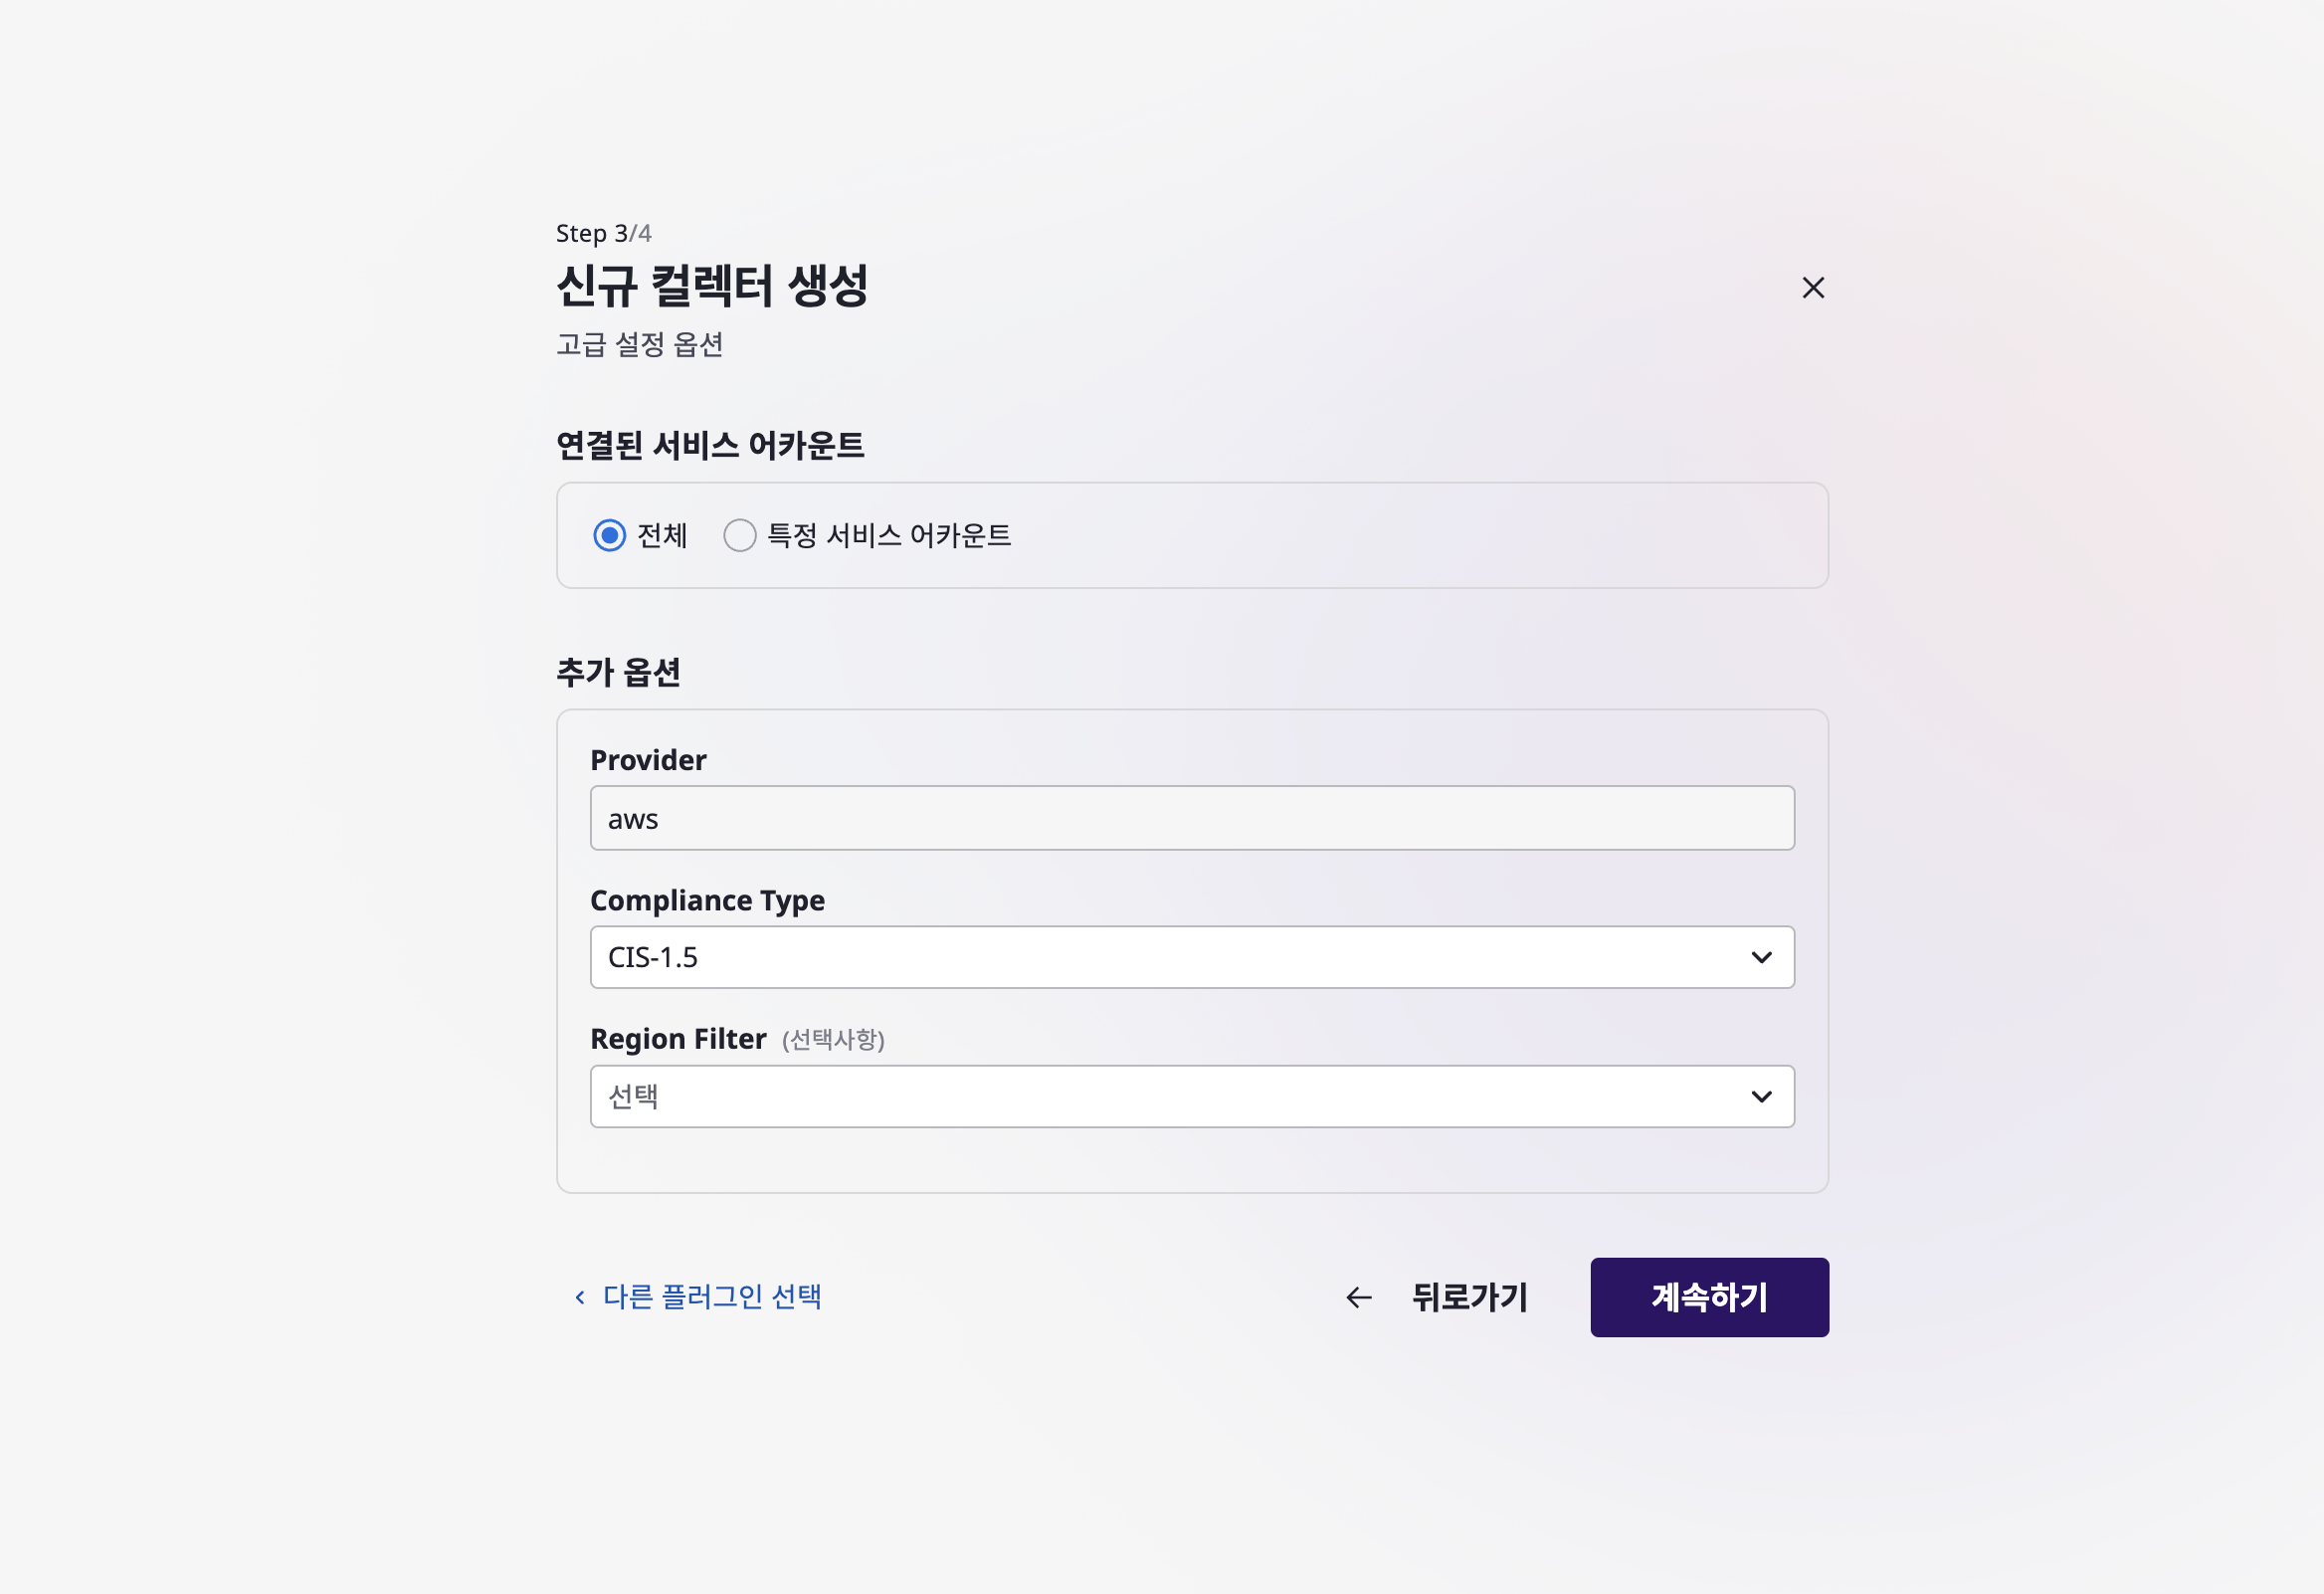 Step 3/4
신규 컬렉터 생성
고급 설정 옵션
연결된 서비스 어카운트
전체 특정 서비스 어카운트
추가 옵션
Provider
aws
Compliance Type
CIS-1.5
Region Filter (선택사항)
선택
다른 플러그인 선택 뒤로가기 계속하기